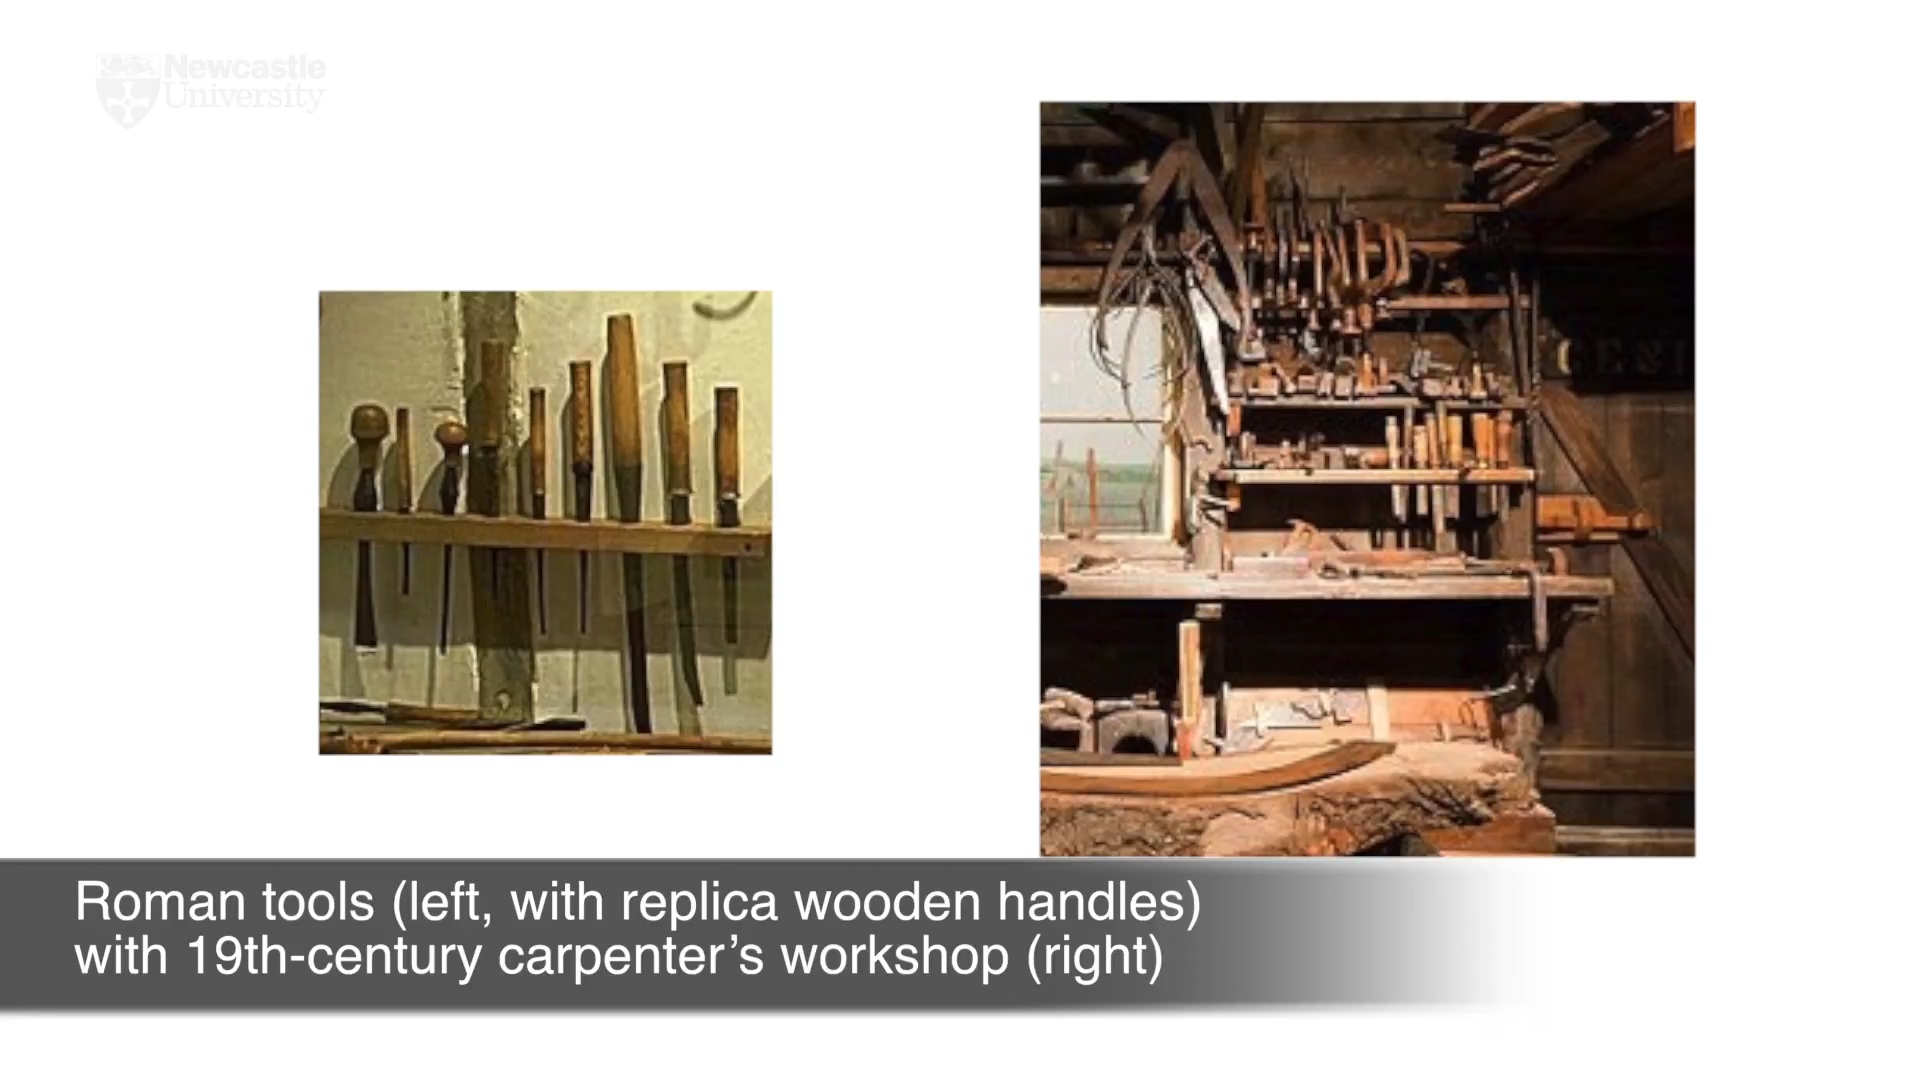 Newcastle
University
Roman tools (left, with replica wooden handles)
with 19th-century carpenter’s workshop (right)